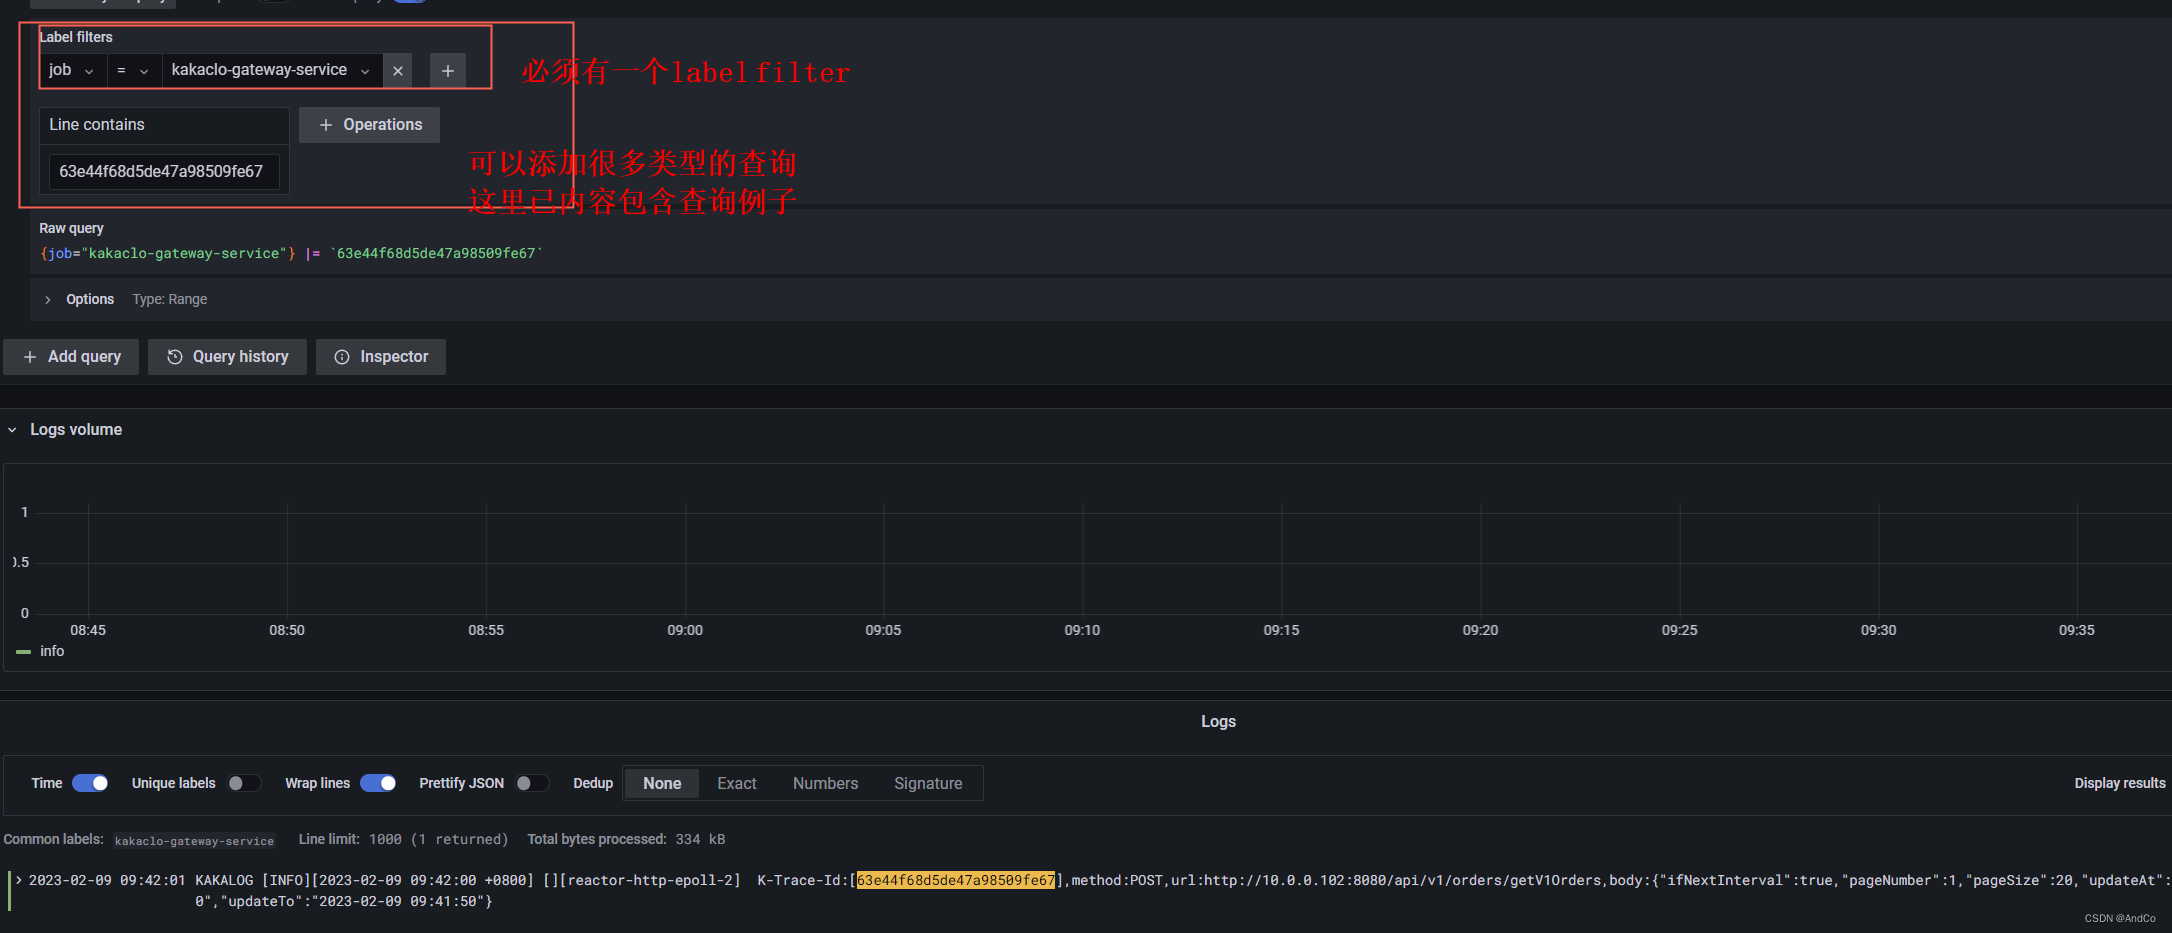 Label filters
job = kakaclo-gateway-service × +
必须有一个label filter
Line contains + Operations
63e44f68d5de47a98509fe67
可以添加很多类型的查询
这里已内容包含查询例子
Raw query
{job="kakaclo-gateway-service"} |= `63e44f68d5de47a98509fe67`
Options Type: Range
+ Add query Query history Inspector
Logs volume
1
0.5
0
08:45 08:50 08:55 09:00 09:05 09:10 09:15 09:20 09:25 09:30 09:35
info
Logs
Time Unique labels Wrap lines Prettify JSON Dedup None Exact Numbers Signature Display results
Common labels: kakaclo-gateway-service Line limit: 1000 (1 returned) Total bytes processed: 334 kB
2023-02-09 09:42:01 KAKALOG [INFO][2023-02-09 09:42:00 +0800] [][reactor-http-epoll-2] K-Trace-Id:[63e44f68d5de47a98509fe67],method:POST,url:http://10.0.0.102:8080/api/v1/orders/getV1Orders,body:{"ifNextInterval":true,"pageNumber":1,"pageSize":20,"updateAt":
0","updateTo":"2023-02-09 09:41:50"}
CSDN @AndCo